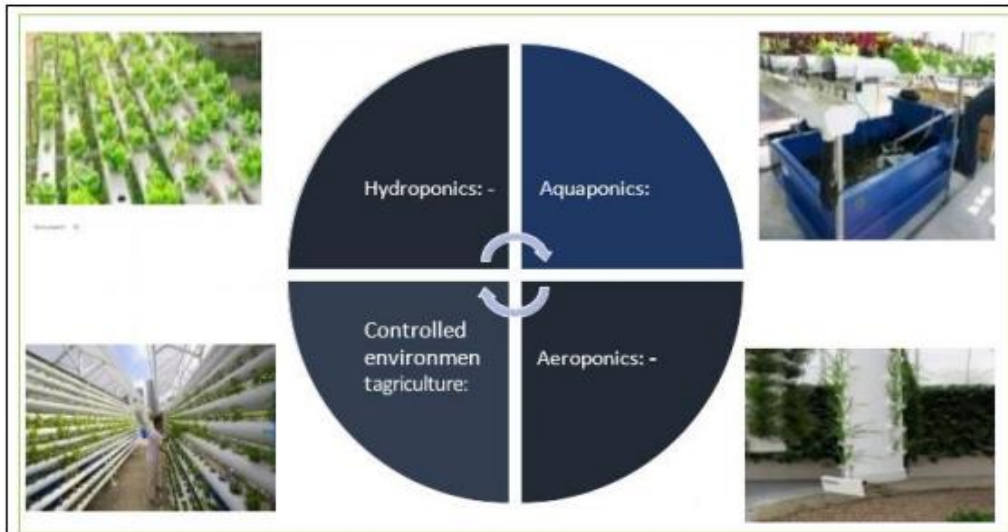 Hydroponics: -
Aquaponics:
Controlled
environmen
tagriculture:
Aeroponics: -